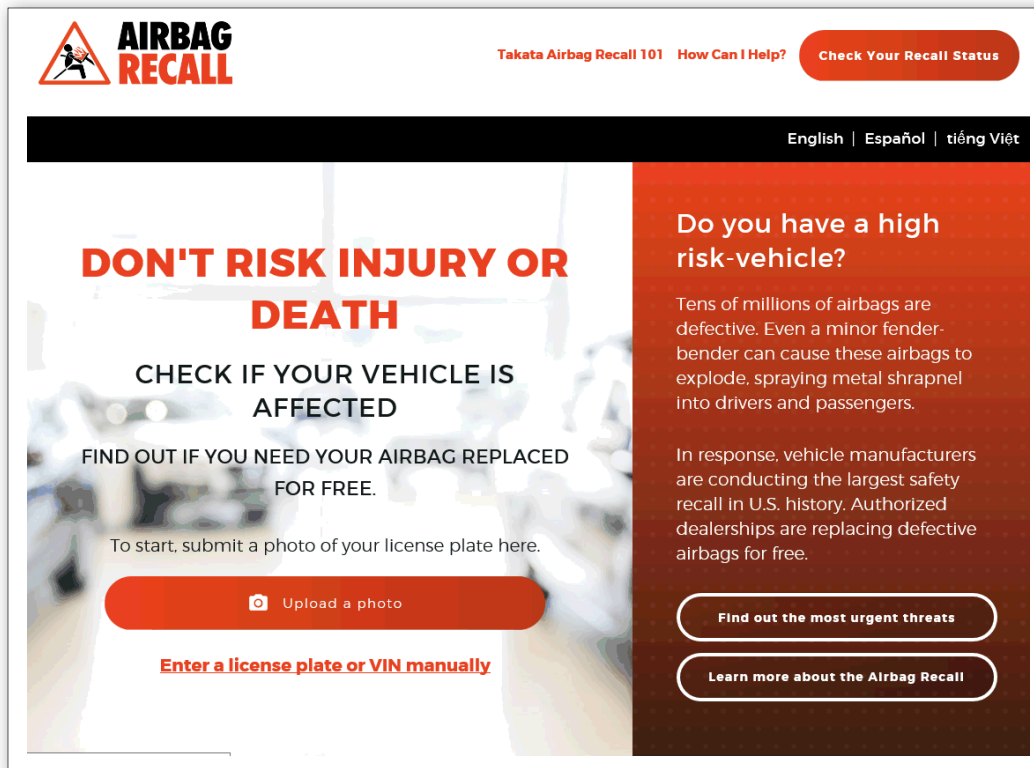 AIRBAG
RECALL
Takata Airbag Recall 101 How Can I Help? Check Your Recall Status
English | Español | tiếng Việt
DON'T RISK INJURY OR
DEATH
CHECK IF YOUR VEHICLE IS
AFFECTED
FIND OUT IF YOU NEED YOUR AIRBAG REPLACED
FOR FREE.
To start, submit a photo of your license plate here.
Upload a photo
Enter a license plate or VIN manually
Do you have a high
risk-vehicle?
Tens of millions of airbags are
defective. Even a minor fender-
bender can cause these airbags to
explode, spraying metal shrapnel
into drivers and passengers.
In response, vehicle manufacturers
are conducting the largest safety
recall in U.S. history. Authorized
dealerships are replacing defective
airbags for free.
Find out the most urgent threats
Learn more about the Airbag Recall